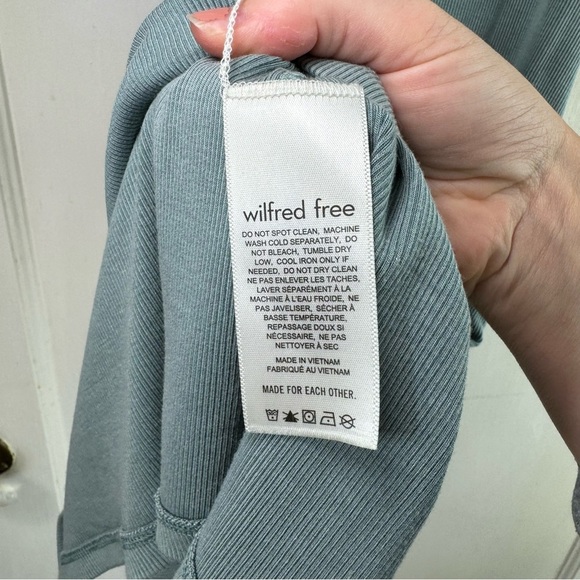 wilfred free
DO NOT SPOT CLEAN, MACHINE
WASH COLD SEPARATELY, DO
NOT BLEACH, TUMBLE DRY
LOW, COOL IRON ONLY IF
NEEDED, DO NOT DRY CLEAN
NE PAS ENLEVER LES TACHES,
LAVER SÉPARÉMENT À LA
MACHINE À L'EAU FROIDE, NE
PAS JAVELISER, SÉCHER À
BASSE TEMPÉRATURE,
REPASSAGE DOUX SI
NÉCESSAIRE, NE PAS
NETTOYER À SEC
MADE IN VIETNAM
FABRIQUÉ AU VIETNAM
MADE FOR EACH OTHER.